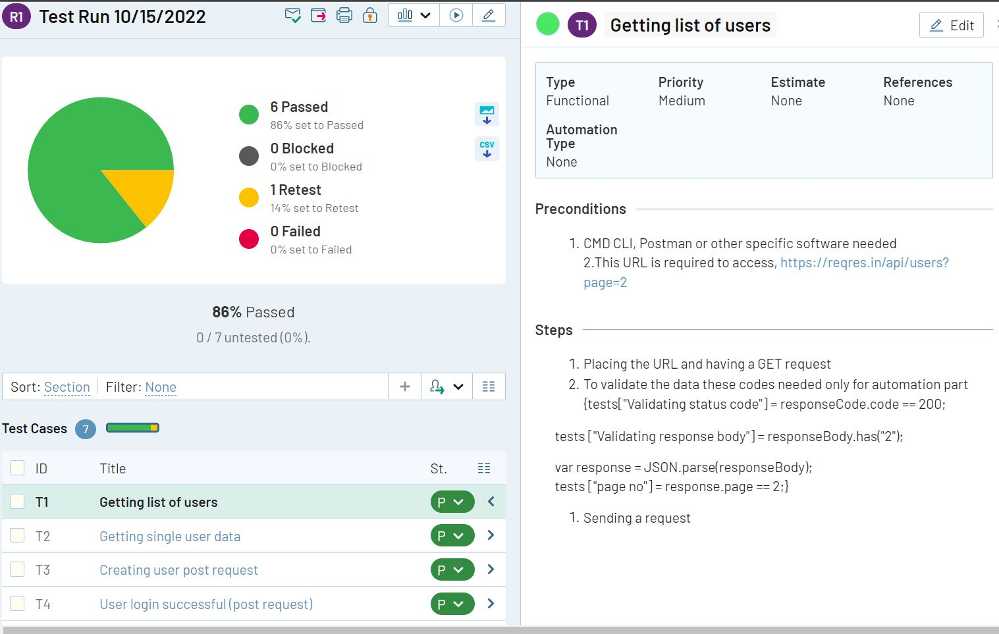 R1 Test Run 10/15/2022
6 Passed
86% set to Passed
0 Blocked
0% set to Blocked
1 Retest
14% set to Retest
0 Failed
0% set to Failed
CSV
86% Passed
0 / 7 untested (0%).
Sort: Section Filter: None
Test Cases 7
ID Title St.
T1 Getting list of users P
T2 Getting single user data P
T3 Creating user post request P
T4 User login successful (post request) P
T1 Getting list of users Edit
Type Priority Estimate References
Functional Medium None None
Automation
Type
None
Preconditions
1. CMD CLI, Postman or other specific software needed
2.This URL is required to access, https://reqres.in/api/users?
page=2
Steps
1. Placing the URL and having a GET request
2. To validate the data these codes needed only for automation part
{tests["Validating status code"] = responseCode.code == 200;
tests ["Validating response body"] = responseBody.has("2");
var response = JSON.parse(responseBody);
tests ["page no"] = response.page == 2;}
1. Sending a request